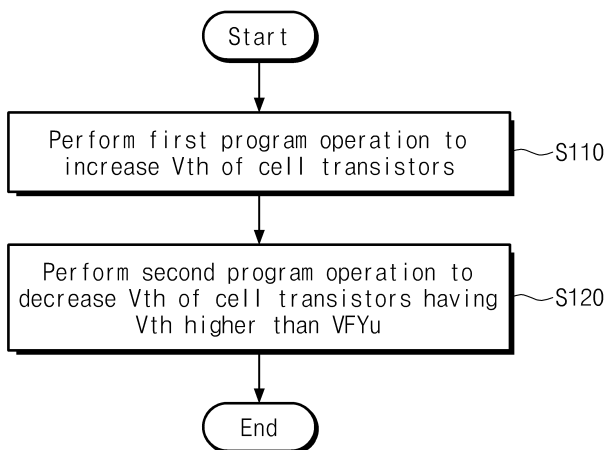 Start
Perform first program operation to
increase Vth of cell transistors
S110
Perform second program operation to
decrease Vth of cell transistors having
Vth higher than VFYu
S120
End